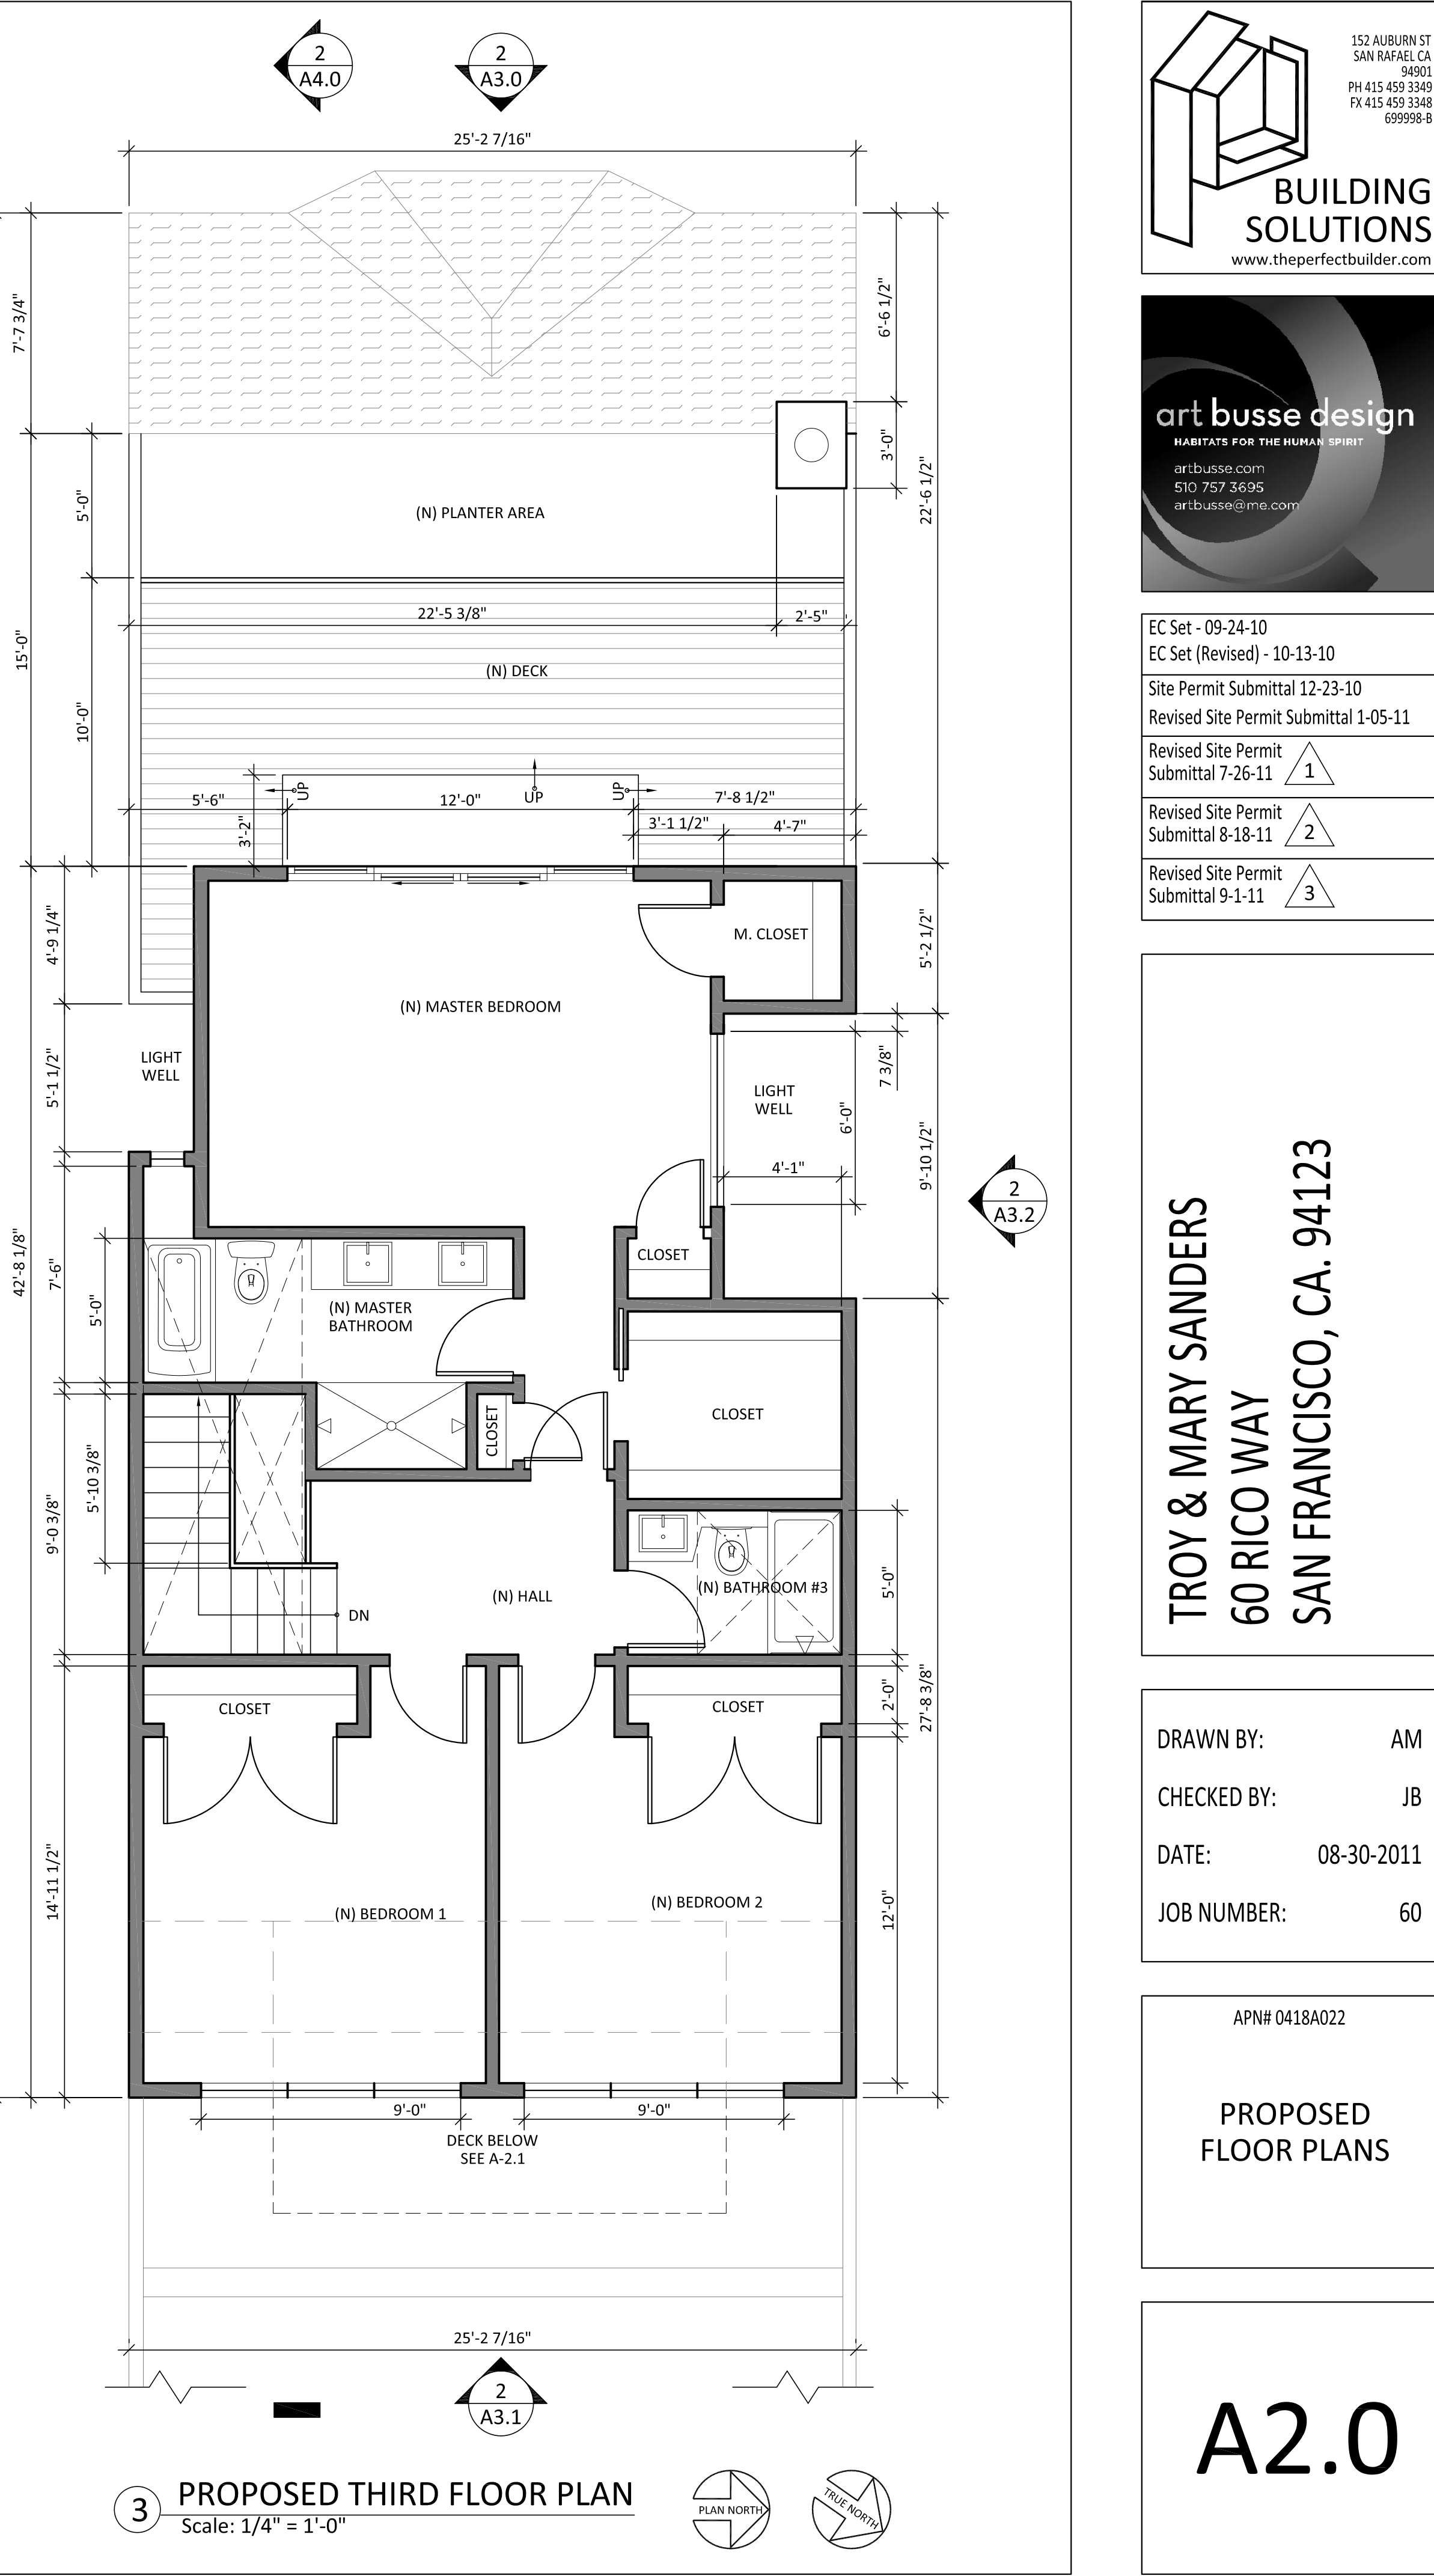 2
A4.0
2
A3.0
25'-2 7/16"
7'-7 3/4"
6'-6 1/2"
3'-0"
22'-6 1/2"
5'-0"
(N) PLANTER AREA
15'-0"
10'-0"
22'-5 3/8"
2'-5"
(N) DECK
UP
UP
UP
5'-6"
12'-0"
7'-8 1/2"
3'-2"
3'-1 1/2"
4'-7"
4'-9 1/4"
M. CLOSET
5'-2 1/2"
(N) MASTER BEDROOM
LIGHT
WELL
5'-1 1/2"
LIGHT
WELL
7 3/8"
6'-0"
4'-1"
9'-10 1/2"
2
A3.2
42'-8 1/8"
7'-6"
5'-0"
CLOSET
(N) MASTER
BATHROOM
CLOSET
CLOSET
9'-0 3/8"
5'-10 3/8"
(N) HALL
DN
(N) BATHROOM #3
5'-0"
CLOSET
CLOSET
2'-0"
27'-8 3/8"
14'-11 1/2"
(N) BEDROOM 1
(N) BEDROOM 2
12'-0"
9'-0"
9'-0"
DECK BELOW
SEE A-2.1
25'-2 7/16"
2
A3.1
3
PROPOSED THIRD FLOOR PLAN
Scale: 1/4" = 1'-0"
PLAN NORTH
TRUE NORTH
152 AUBURN ST
SAN RAFAEL CA
94901
PH 415 459 3349
FX 415 459 3348
699998-B
BUILDING
SOLUTIONS
www.theperfectbuilder.com
art busse design
HABITATS FOR THE HUMAN SPIRIT
artbusse.com
510 757 3695
artbusse@me.com
EC Set - 09-24-10
EC Set (Revised) - 10-13-10
Site Permit Submittal 12-23-10
Revised Site Permit Submittal 1-05-11
Revised Site Permit
Submittal 7-26-11 1
Revised Site Permit
Submittal 8-18-11 2
Revised Site Permit
Submittal 9-1-11 3
TROY & MARY SANDERS
60 RICO WAY
SAN FRANCISCO, CA. 94123
DRAWN BY: AM
CHECKED BY: JB
DATE: 08-30-2011
JOB NUMBER: 60
APN# 0418A022
PROPOSED
FLOOR PLANS
A2.0